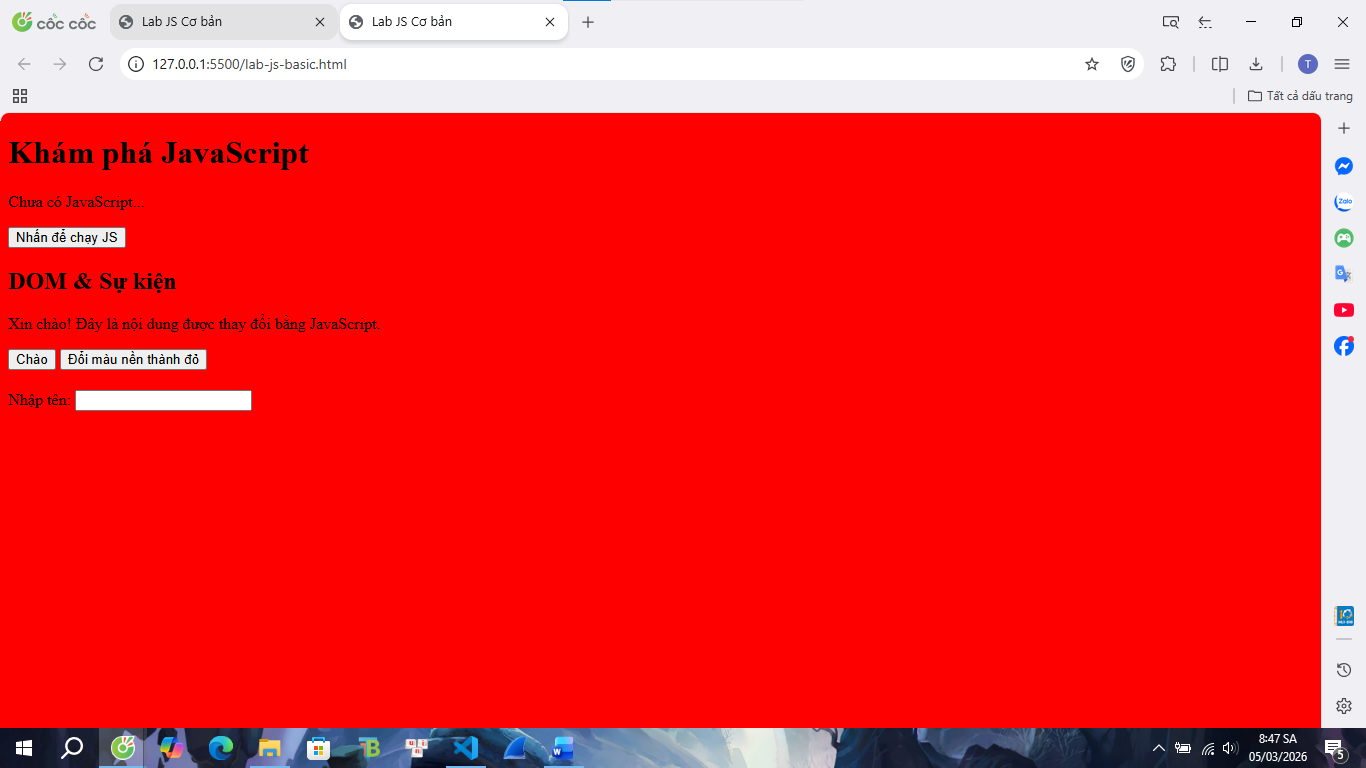 cốc cốc
Lab JS Cơ bản
Lab JS Cơ bản
127.0.0.1:5500/lab-js-basic.html
T
Tất cả dấu trang
Khám phá JavaScript
Chưa có JavaScript...
Nhấn để chạy JS
DOM & Sự kiện
Xin chào! Đây là nội dung được thay đổi bằng JavaScript.
Chào Đổi màu nền thành đỏ
Nhập tên:
Zalo
8:47 SA
05/03/2026
5